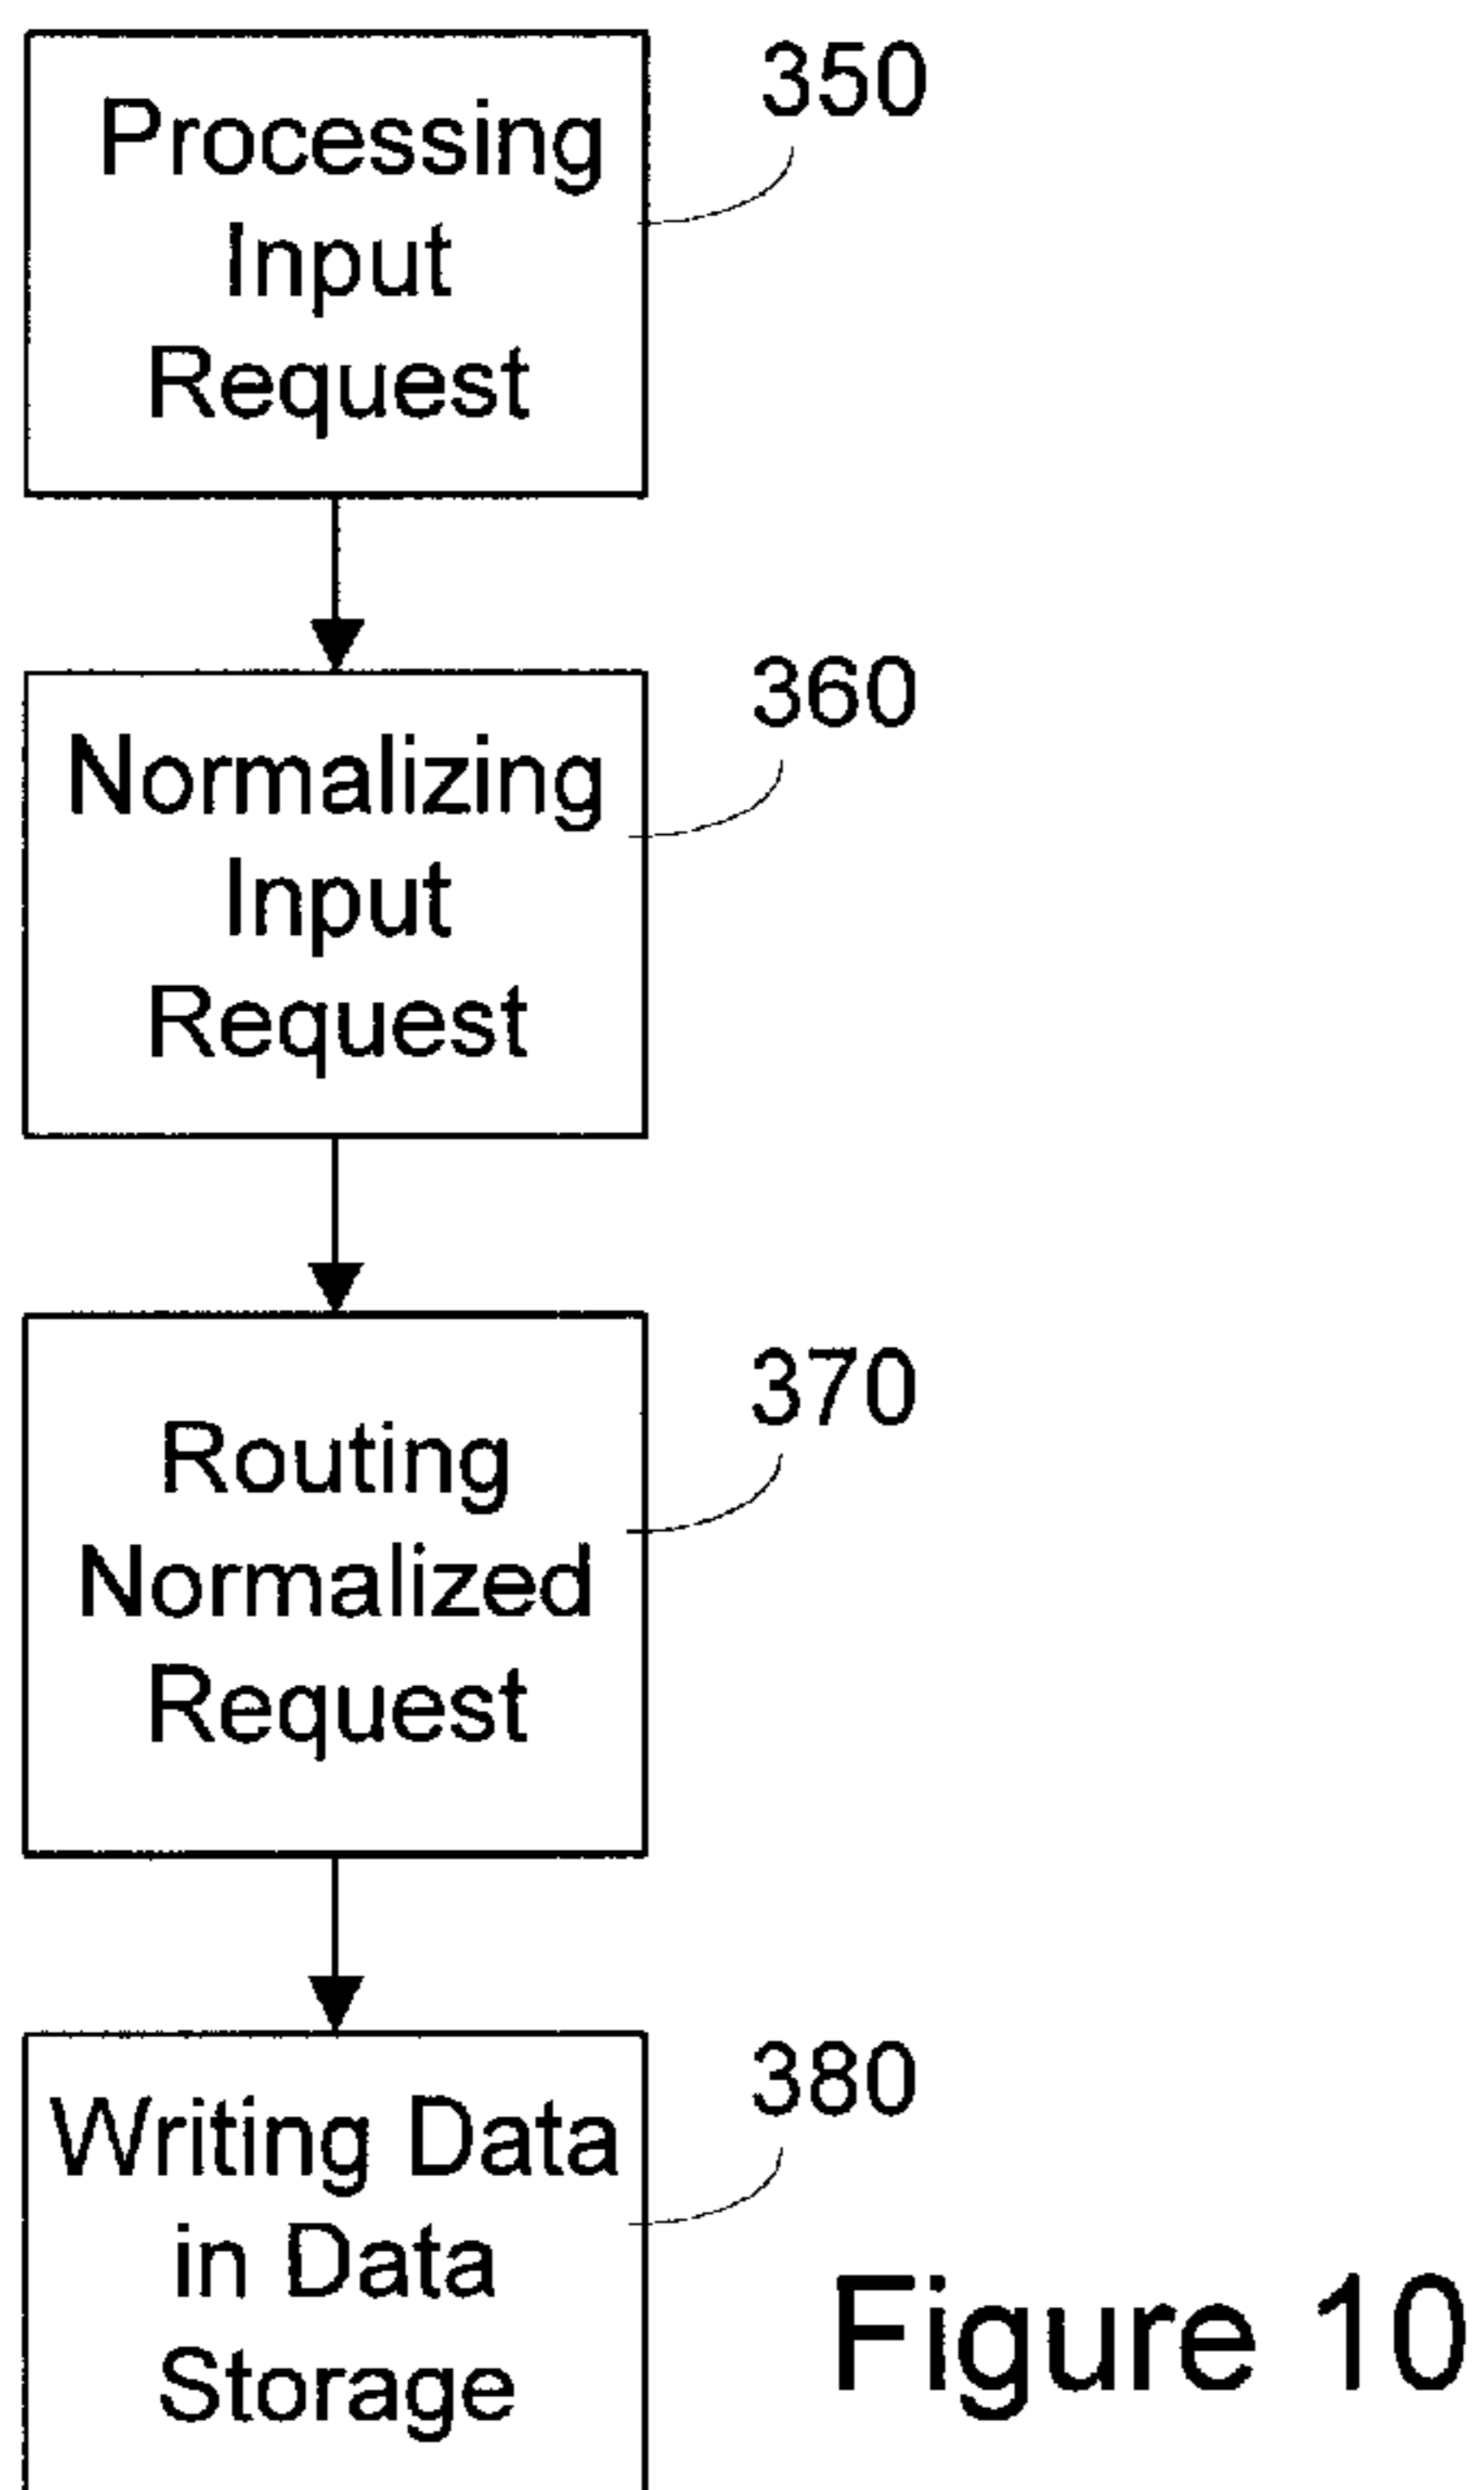 Processing
Input
Request
350
Normalizing
Input
Request
360
Routing
Normalized
Request
370
Writing Data
in Data
Storage
380
Figure 10